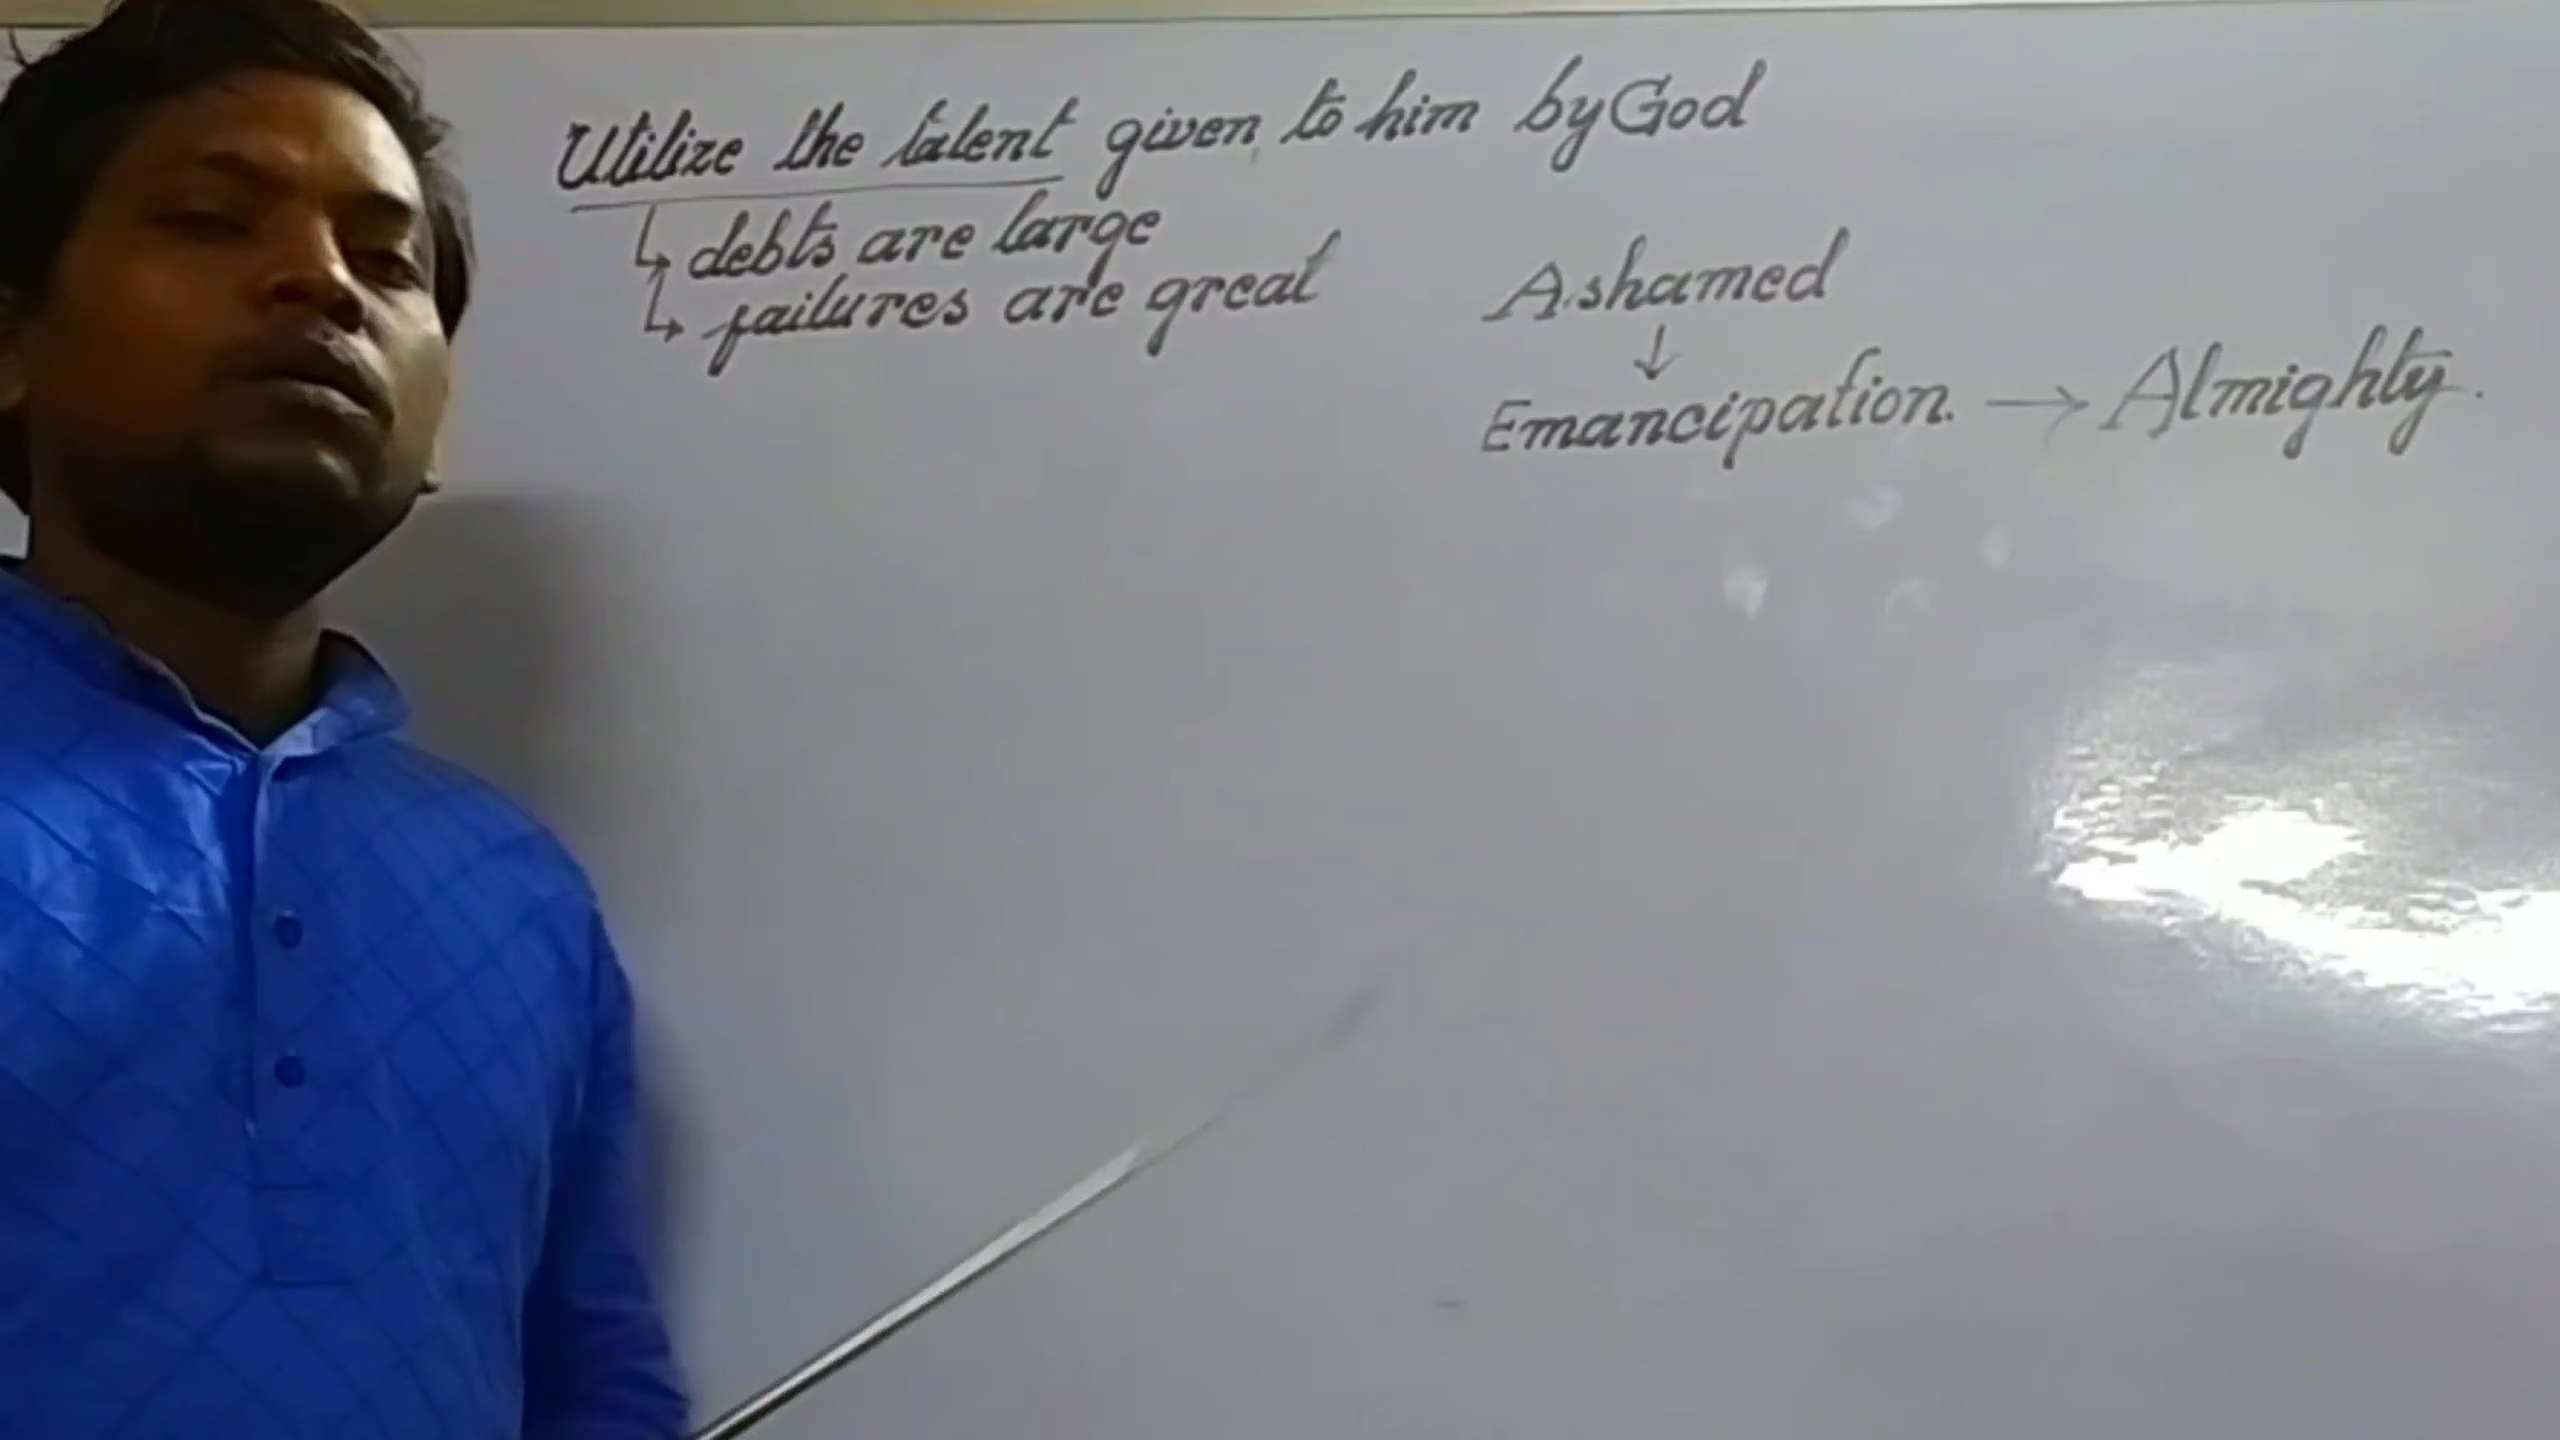 Utilize the talent given to him by God
↳ debts are large
↳ failures are great
Ashamed
↓
Emancipation. → Almighty.